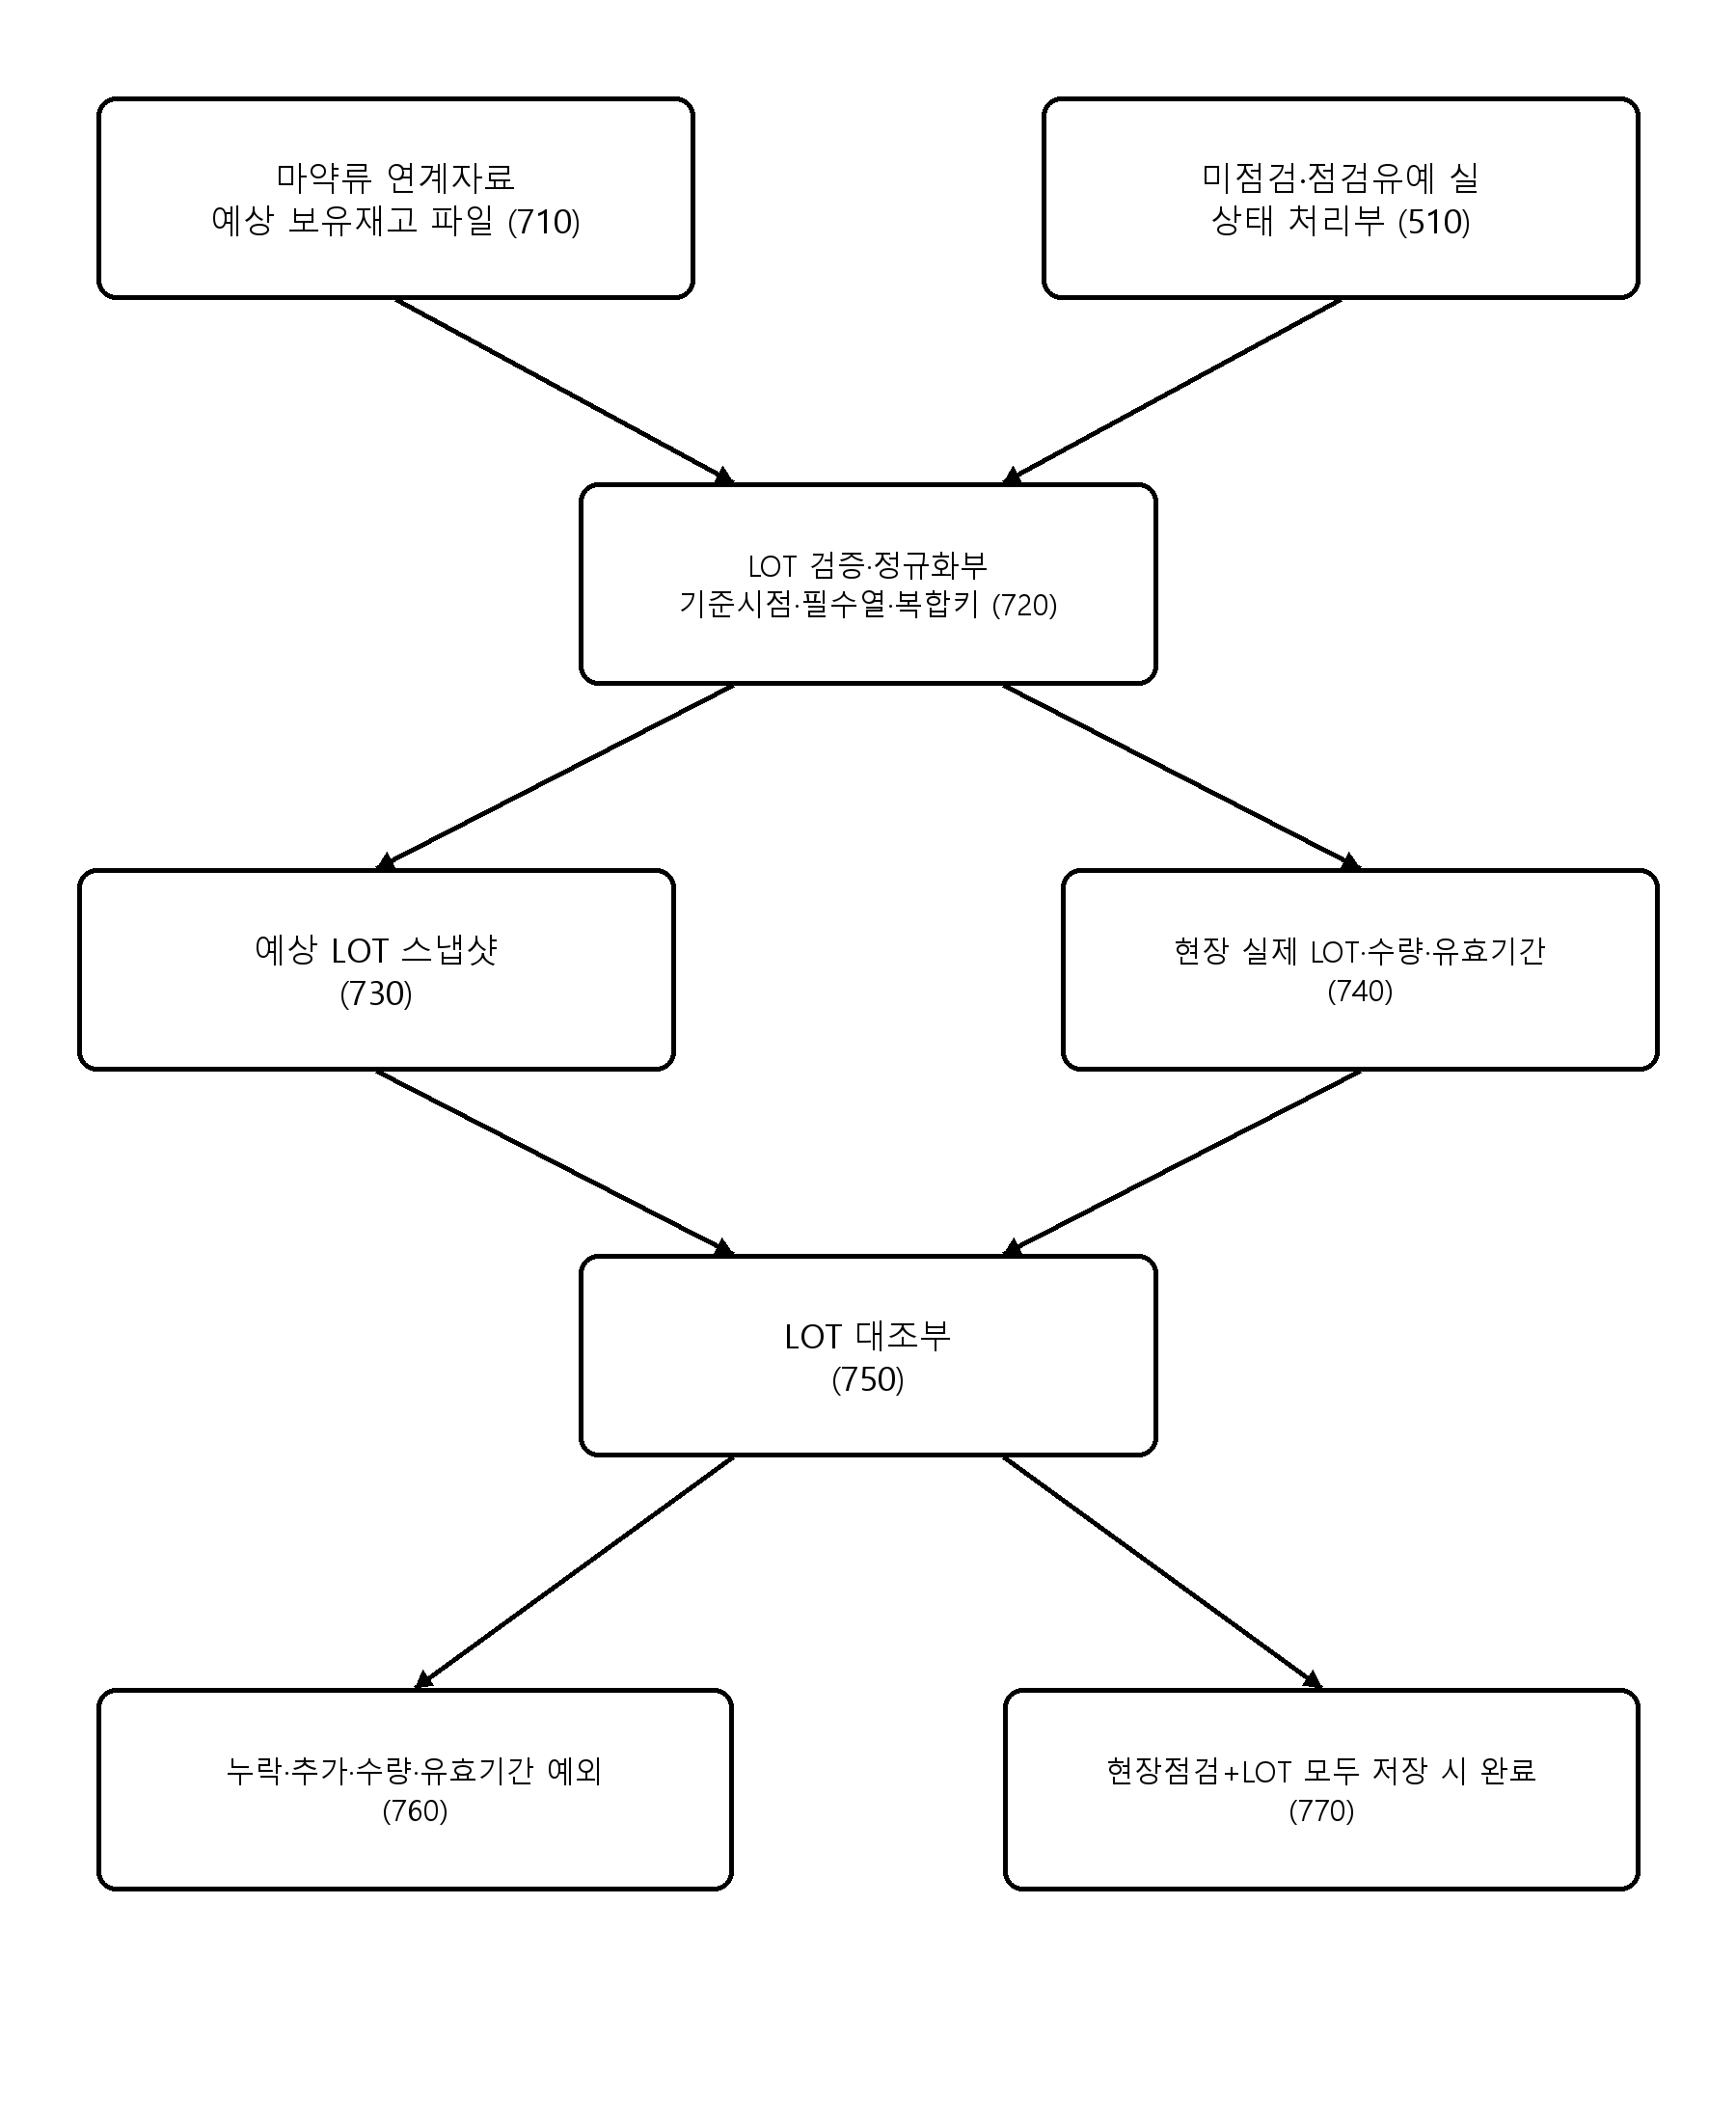 마약류 연계자료
예상 보유재고 파일 (710)
미점검·점검유예 실
상태 처리부 (510)
LOT 검증·정규화부
기준시점·필수열·복합키 (720)
예상 LOT 스냅샷
(730)
현장 실제 LOT·수량·유효기간
(740)
LOT 대조부
(750)
누락·추가·수량·유효기간 예외
(760)
현장점검+LOT 모두 저장 시 완료
(770)